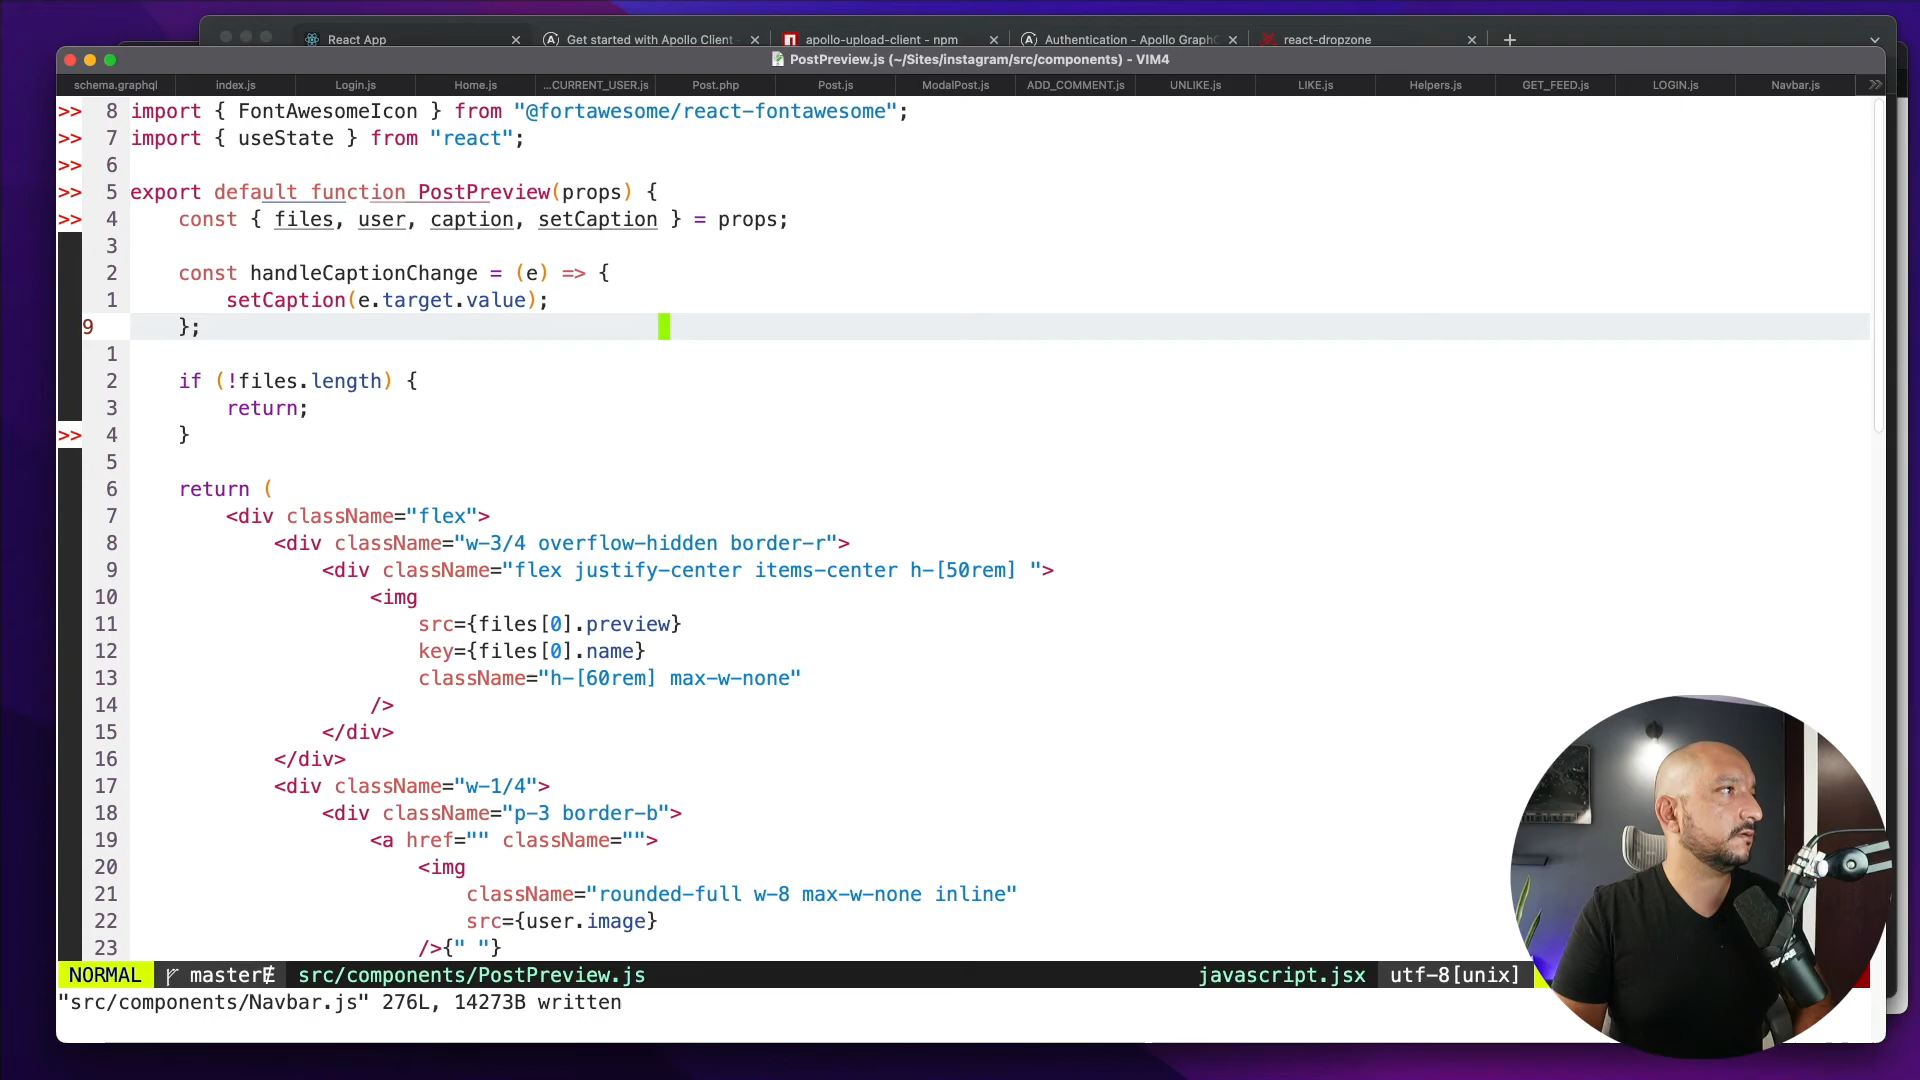 React App
Get started with Apollo Client -
apollo-upload-client - npm
Authentication - Apollo GraphQ
react-dropzone
PostPreview.js (~/Sites/instagram/src/components) - VIM4
schema.graphql
index.js
Login.js
Home.js
...CURRENT_USER.js
Post.php
Post.js
ModalPost.js
ADD_COMMENT.js
UNLIKE.js
LIKE.js
Helpers.js
GET_FEED.js
LOGIN.js
Navbar.js
>> 8 import { FontAwesomeIcon } from "@fortawesome/react-fontawesome";
>> 7 import { useState } from "react";
>> 6
>> 5 export default function PostPreview(props) {
>> 4 const { files, user, caption, setCaption } = props;
3
2 const handleCaptionChange = (e) => {
1 setCaption(e.target.value);
9 };
1
2 if (!files.length) {
3 return;
>> 4 }
5
6 return (
7 <div className="flex">
8 <div className="w-3/4 overflow-hidden border-r">
9 <div className="flex justify-center items-center h-[50rem] ">
10 <img
11 src={files[0].preview}
12 key={files[0].name}
13 className="h-[60rem] max-w-none"
14 />
15 </div>
16 </div>
17 <div className="w-1/4">
18 <div className="p-3 border-b">
19 <a href="" className="">
20 <img
21 className="rounded-full w-8 max-w-none inline"
22 src={user.image}
23 />{" "}
NORMAL master src/components/PostPreview.js javascript.jsx utf-8[unix]
"src/components/Navbar.js" 276L, 14273B written